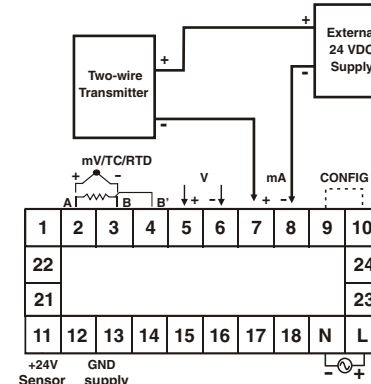 +
Externa
24 VDC
Supply
-
Two-wire
Transmitter
+
-
mV/TC/RTD
+ -
A B B'
V
+ -
mA
+ -
CONFIG
1 2 3 4 5 6 7 8 9 10
22 24
21 23
11 12 13 14 15 16 17 18 N L
+24V GND
Sensor supply
- +